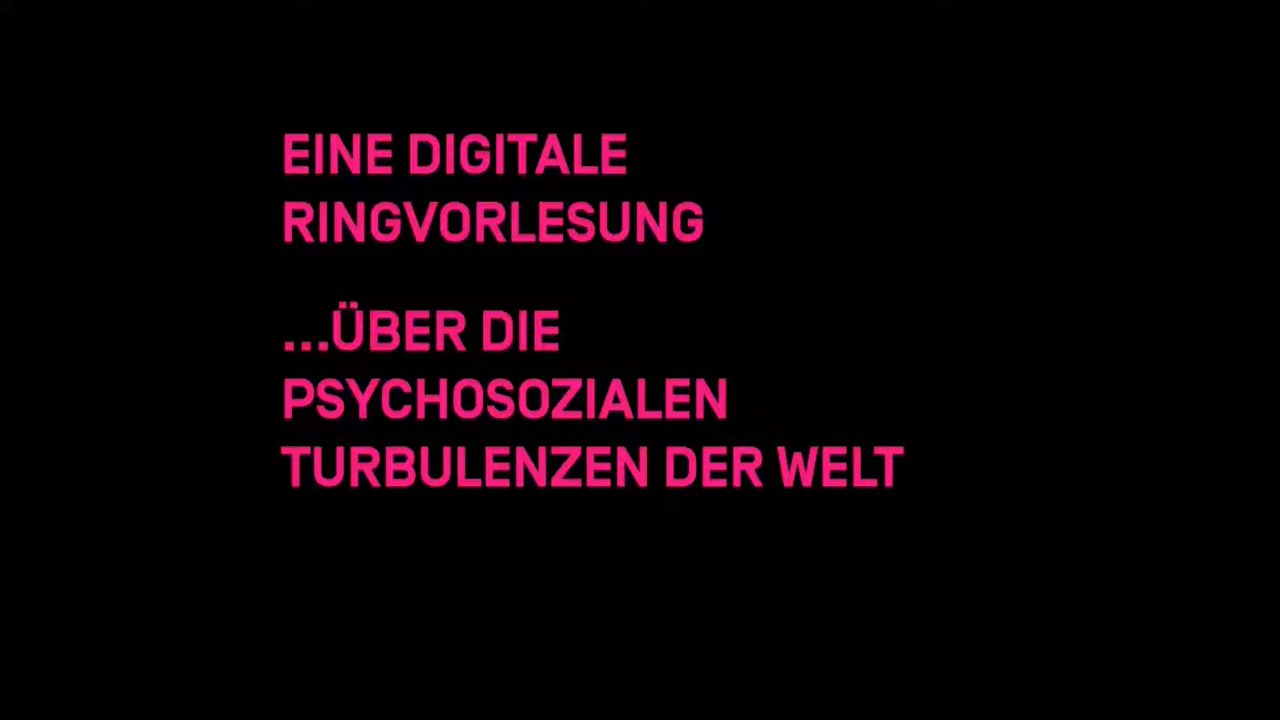 EINE DIGITALE
RINGVORLESUNG
...ÜBER DIE
PSYCHOSOZIALEN
TURBULENZEN DER WELT